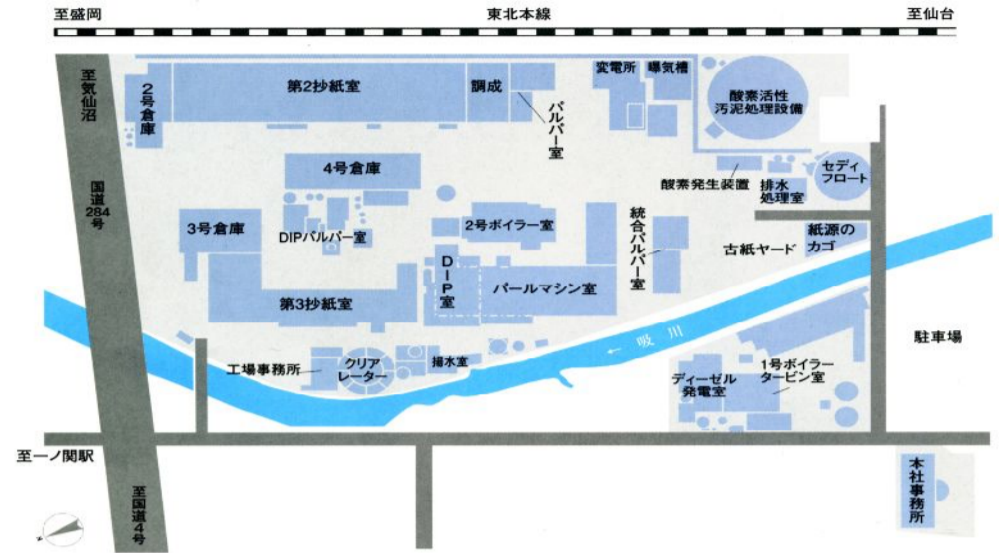 至盛岡
東北本線
至仙台
至気仙沼
2号倉庫
第2抄紙室
調成
パルパー室
変電所
曝気槽
酸素活性
汚泥処理設備
4号倉庫
酸素発生装置
排水
処理室
セディ
フロート
国道
284
号
3号倉庫
DIPパルパー室
2号ボイラー室
統合パルパー室
古紙ヤード
紙源の
カゴ
DIP室
パールマシン室
第3抄紙室
← 吸川
駐車場
工場事務所
クリア
レーター
揚水室
ディーゼル
発電室
1号ボイラー
タービン室
至一ノ関駅
至国道4号
本社事務所